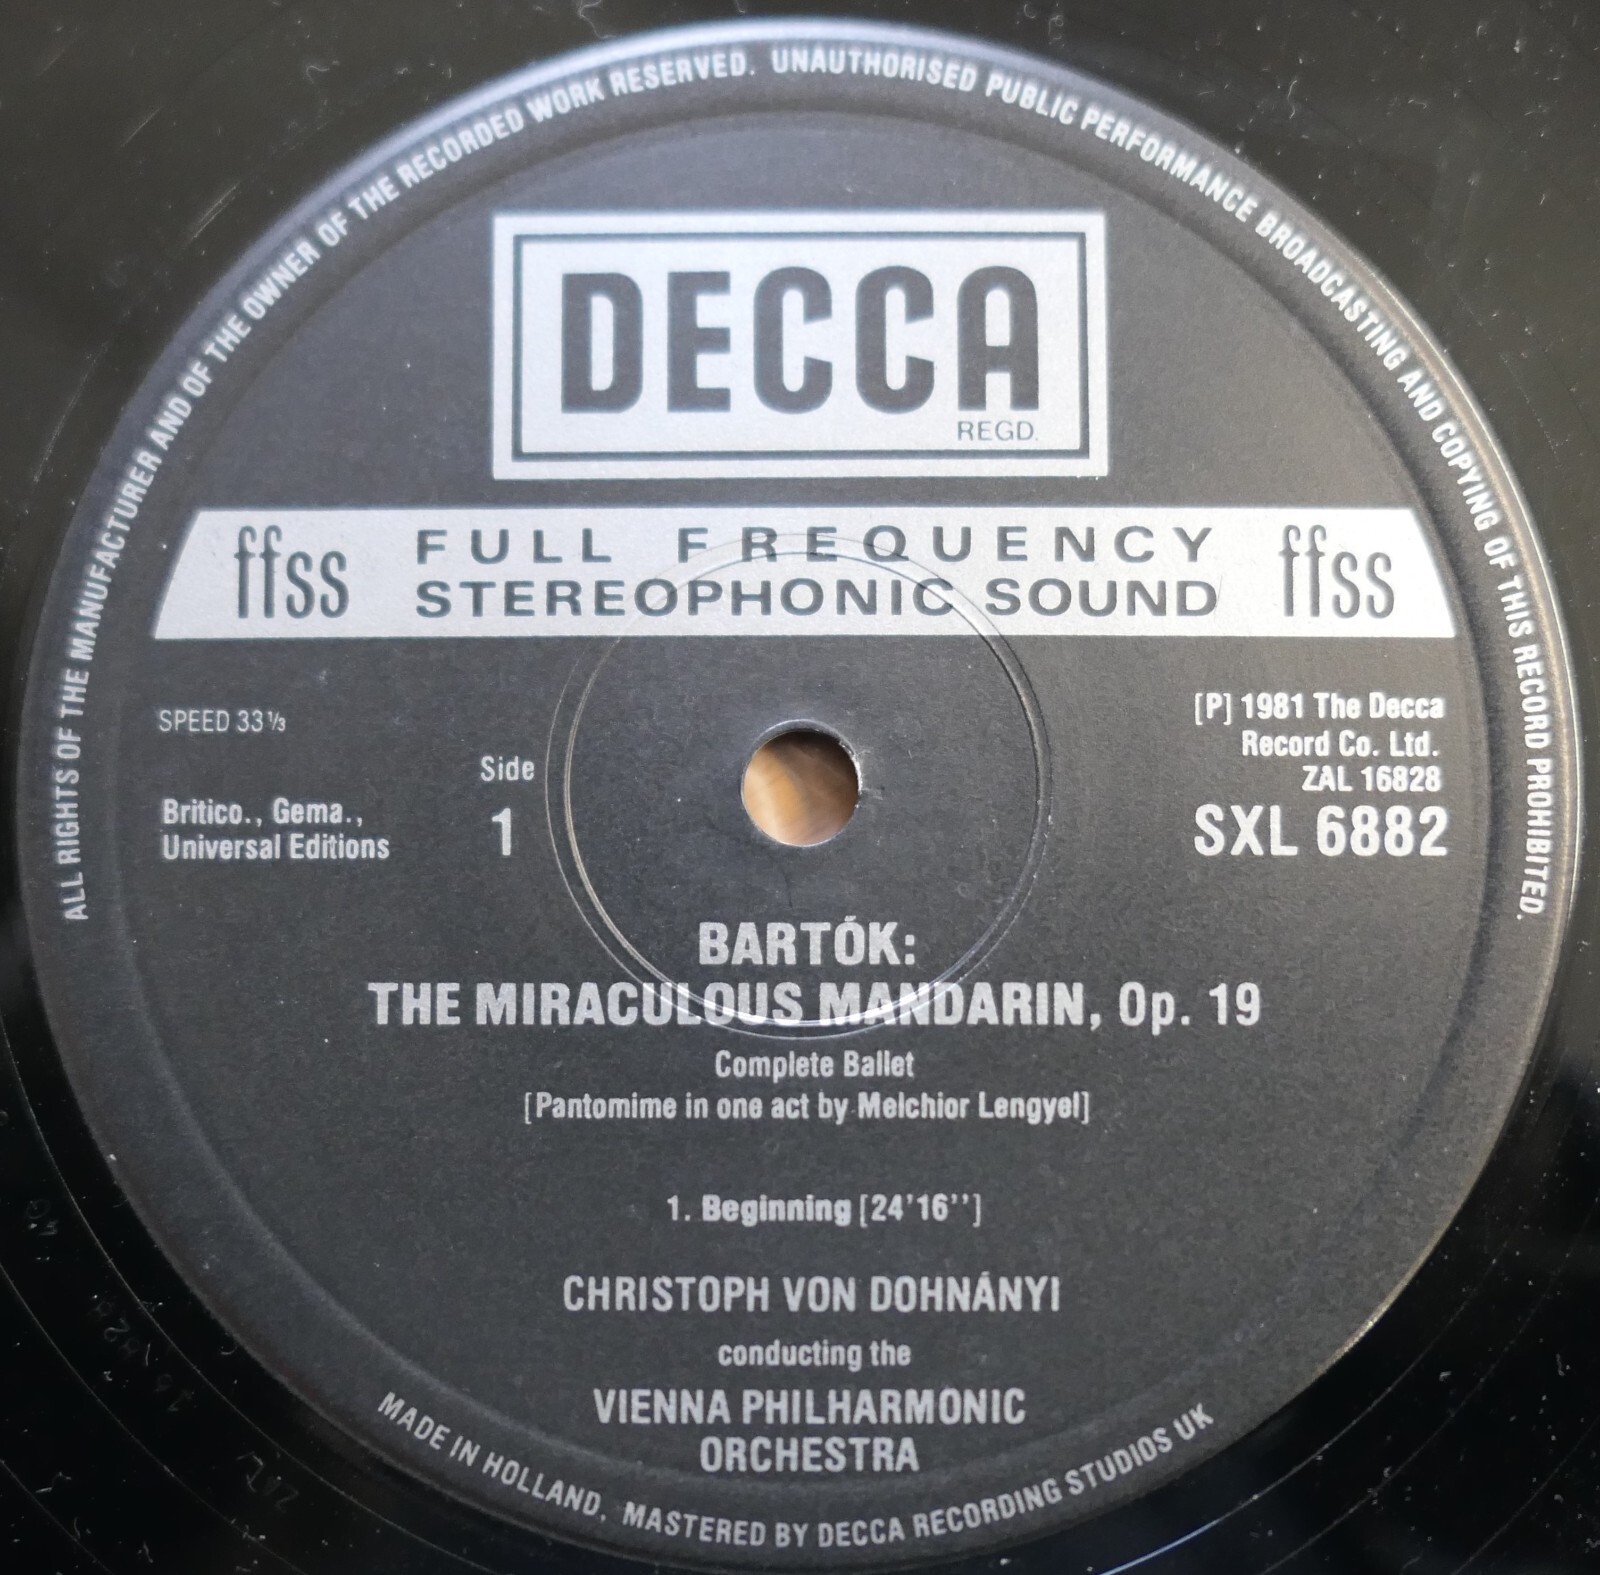 ALL RIGHTS OF THE MANUFACTURER AND OF THE OWNER OF THE RECORDED WORK RESERVED. UNAUTHORISED PUBLIC PERFORMANCE BROADCASTING AND COPYING OF THIS RECORD PROHIBITED.
DECCA
REGD.
ffss
FULL FREQUENCY
STEREOPHONIC SOUND
ffss
SPEED 33⅓
Side
1
Britico., Gema.,
Universal Editions
[P] 1981 The Decca
Record Co. Ltd.
ZAL 16828
SXL 6882
BARTÓK:
THE MIRACULOUS MANDARIN, Op. 19
Complete Ballet
[Pantomime in one act by Melchior Lengyel]
1. Beginning [24'16'']
CHRISTOPH VON DOHNÁNYI
conducting the
VIENNA PHILHARMONIC
ORCHESTRA
MADE IN HOLLAND. MASTERED BY DECCA RECORDING STUDIOS UK